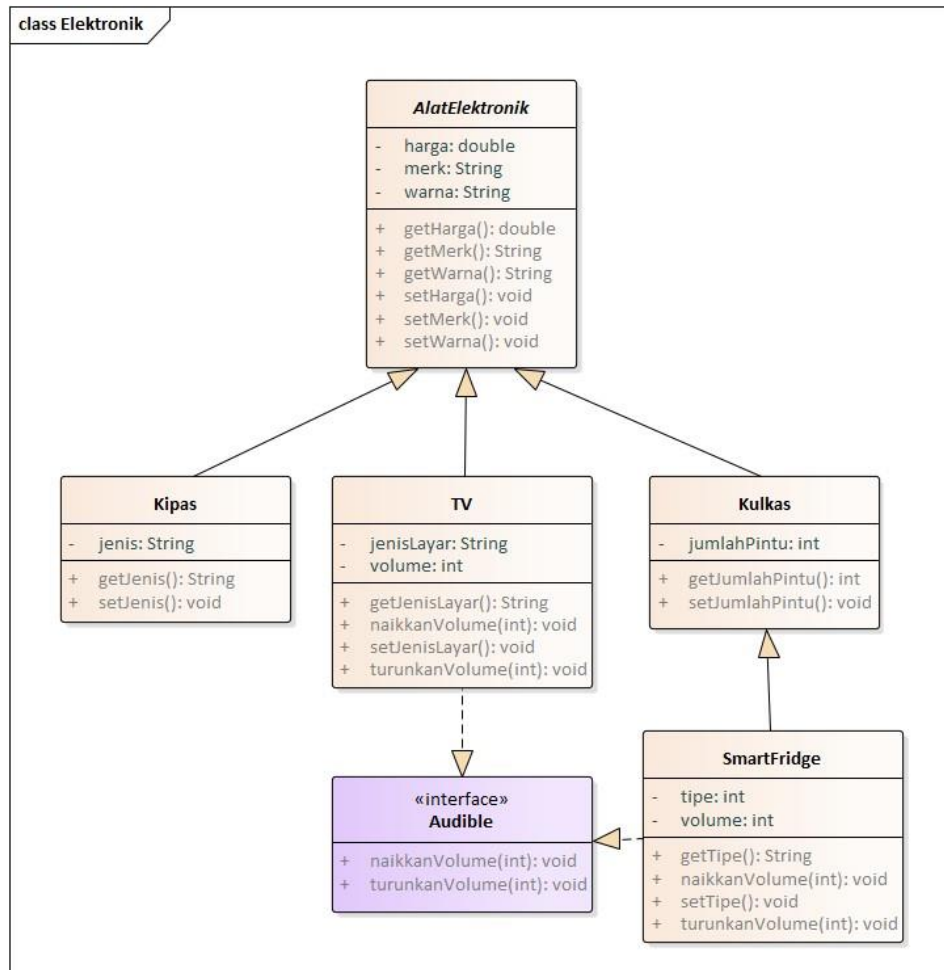 class Elektronik
AlatElektronik
- harga: double
- merk: String
- warna: String
+ getHarga(): double
+ getMerk(): String
+ getWarna(): String
+ setHarga(): void
+ setMerk(): void
+ setWarna(): void
Kipas
- jenis: String
+ getJenis(): String
+ setJenis(): void
TV
- jenisLayar: String
- volume: int
+ getJenisLayar(): String
+ naikkanVolume(int): void
+ setJenisLayar(): void
+ turunkanVolume(int): void
Kulkas
- jumlahPintu: int
+ getJumlahPintu(): int
+ setJumlahPintu(): void
«interface»
Audible
+ naikkanVolume(int): void
+ turunkanVolume(int): void
SmartFridge
- tipe: int
- volume: int
+ getTipe(): String
+ naikkanVolume(int): void
+ setTipe(): void
+ turunkanVolume(int): void